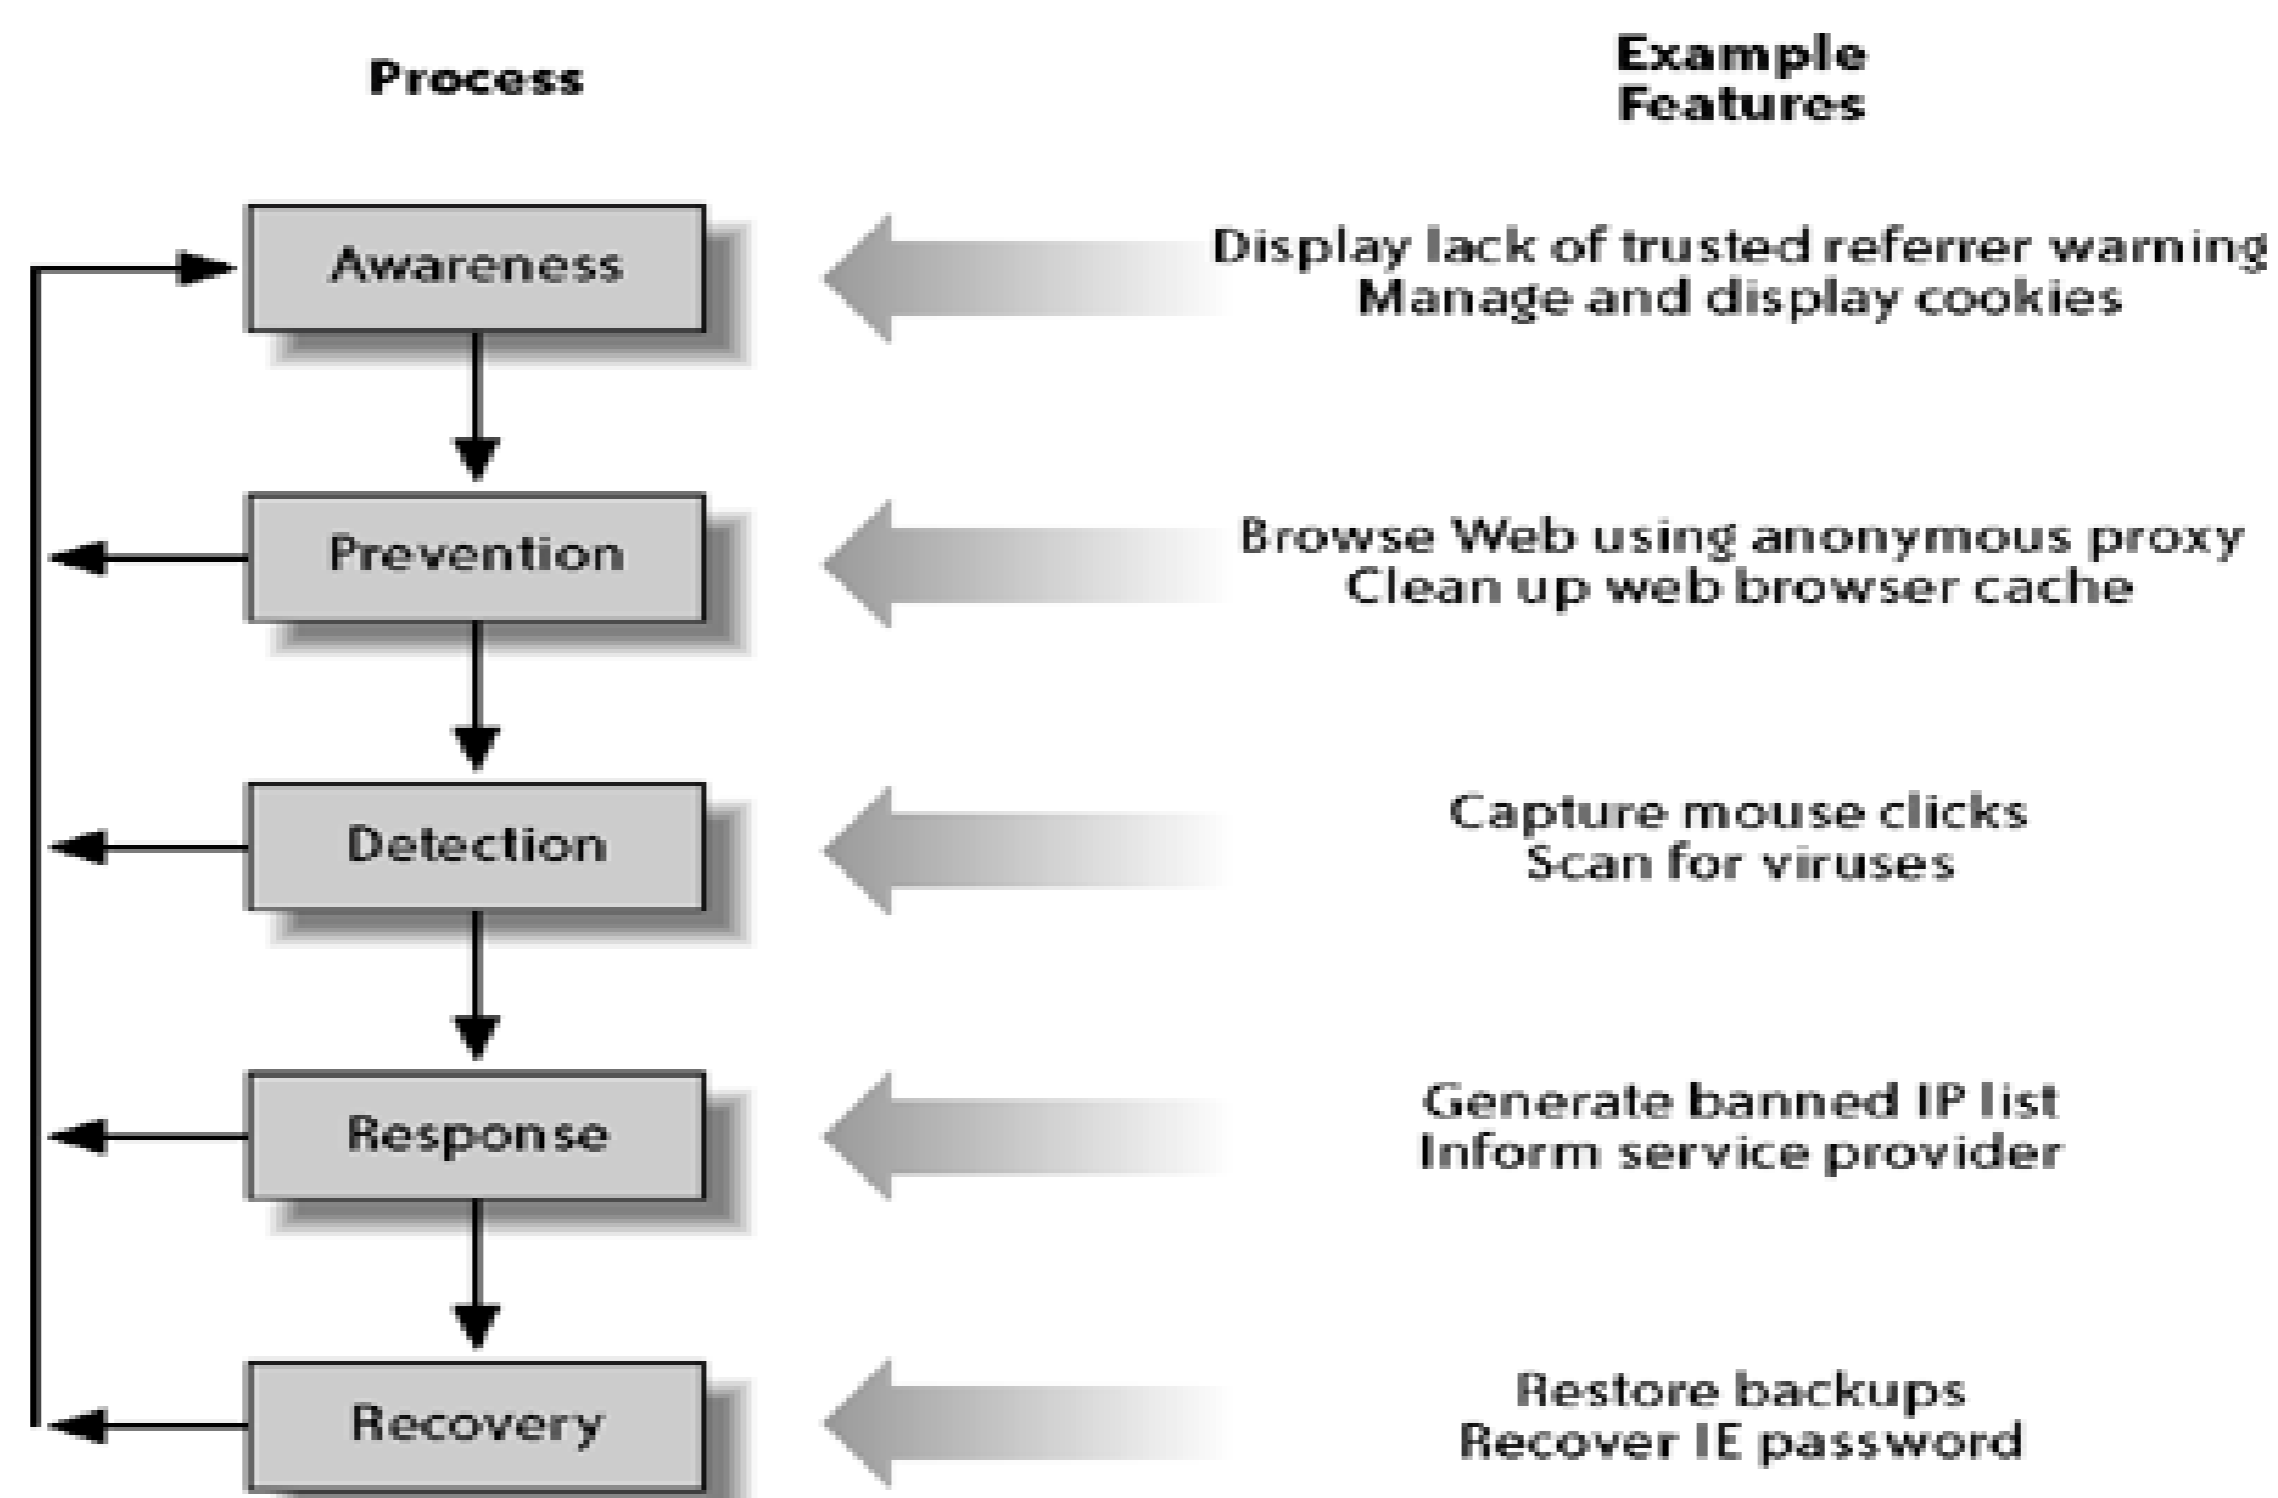 Process
Example
Features
Awareness
Display lack of trusted referrer warning
Manage and display cookies
Prevention
Browse Web using anonymous proxy
Clean up web browser cache
Detection
Capture mouse clicks
Scan for viruses
Response
Generate banned IP list
Inform service provider
Recovery
Restore backups
Recover IE password